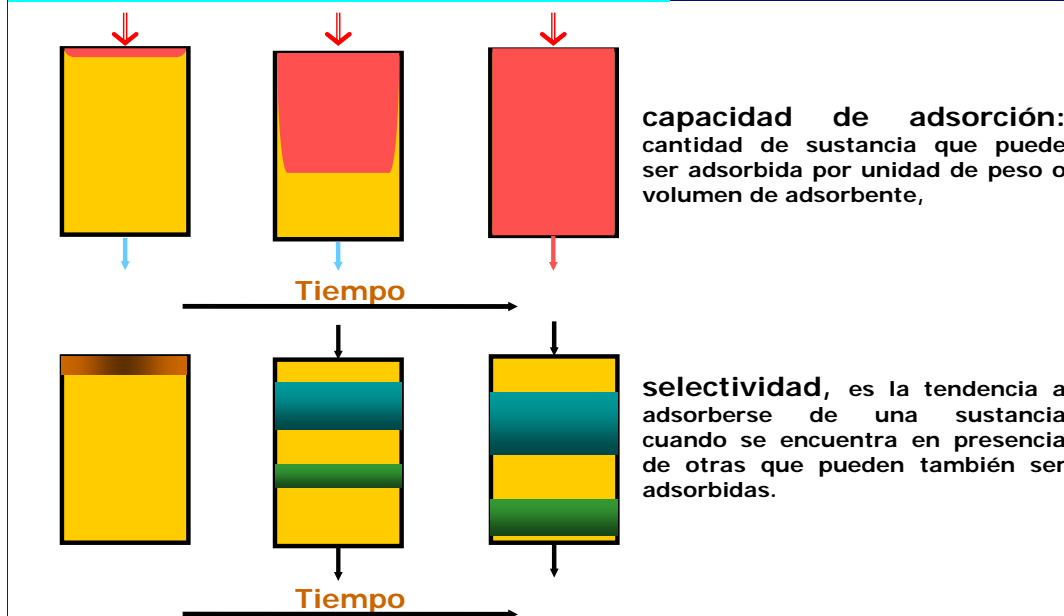 capacidad de adsorción:
cantidad de sustancia que puede
ser adsorbida por unidad de peso o
volumen de adsorbente,
Tiempo
selectividad, es la tendencia a
adsorberse de una sustancia
cuando se encuentra en presencia
de otras que pueden también ser
adsorbidas.
Tiempo